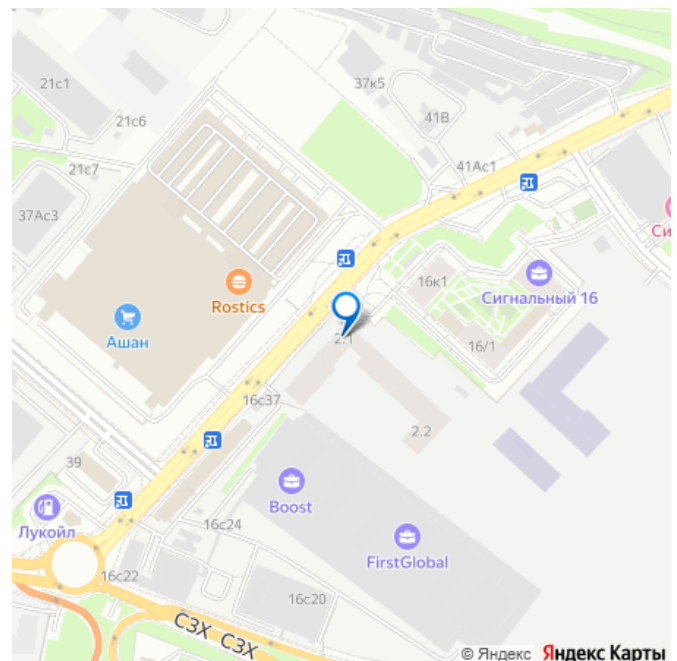 21с1
37к5
41В
21с6
41Ас1
21с7
37Ас3
Си
16к1
Сигнальный 16
Rostics
Ашан
2.1
16/1
16с37
2.2
39
Boost
Лукойл
16с24
FirstGlobal
16с22
16с20
СЗХ СЗХ
© Яндекс Яндекс Карты